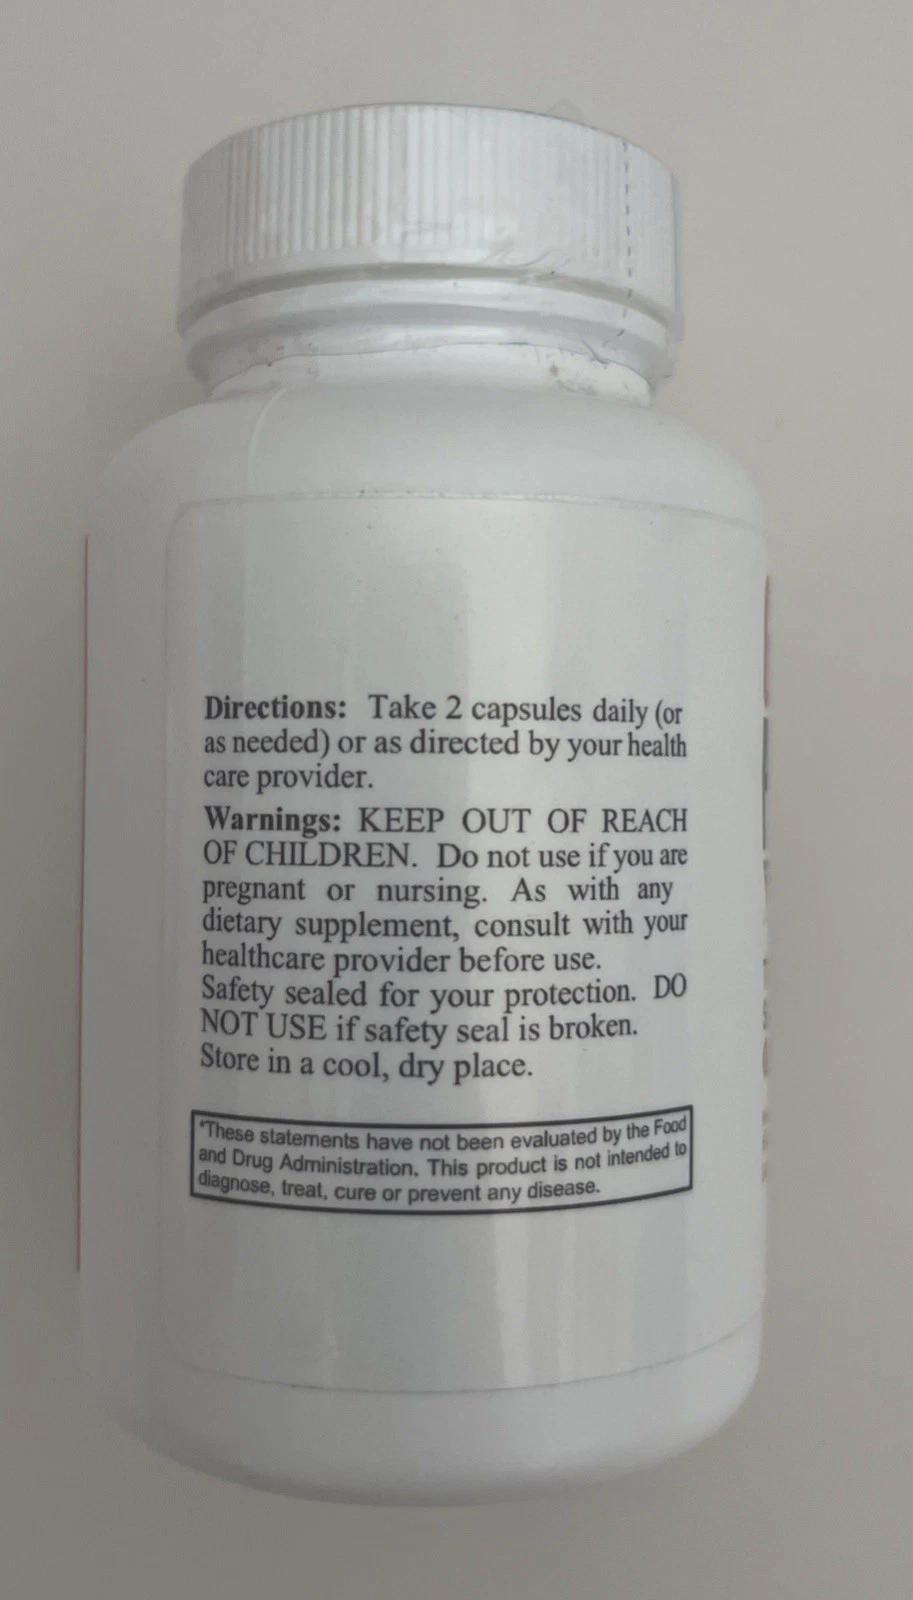 Directions: Take 2 capsules daily (or
as needed) or as directed by your health
care provider.
Warnings: KEEP OUT OF REACH
OF CHILDREN. Do not use if you are
pregnant or nursing. As with any
dietary supplement, consult with your
healthcare provider before use.
Safety sealed for your protection. DO
NOT USE if safety seal is broken.
Store in a cool, dry place.
*These statements have not been evaluated by the Food
and Drug Administration. This product is not intended to
diagnose, treat, cure or prevent any disease.